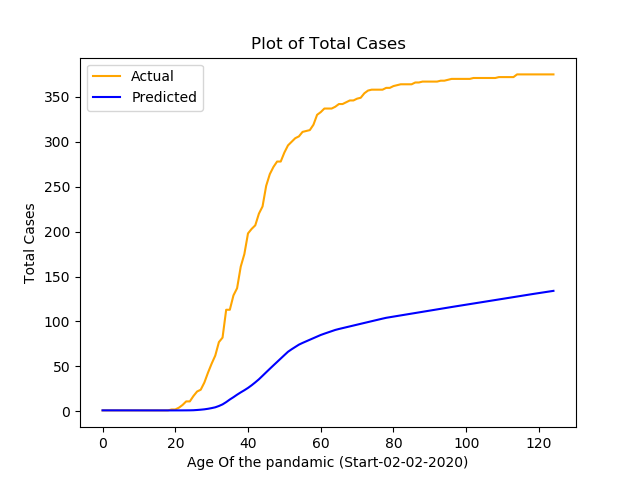 Plot of Total Cases
Actual
Predicted
350
300
250
200
150
100
50
0
Total Cases
0 20 40 60 80 100 120
Age Of the pandamic (Start-02-02-2020)